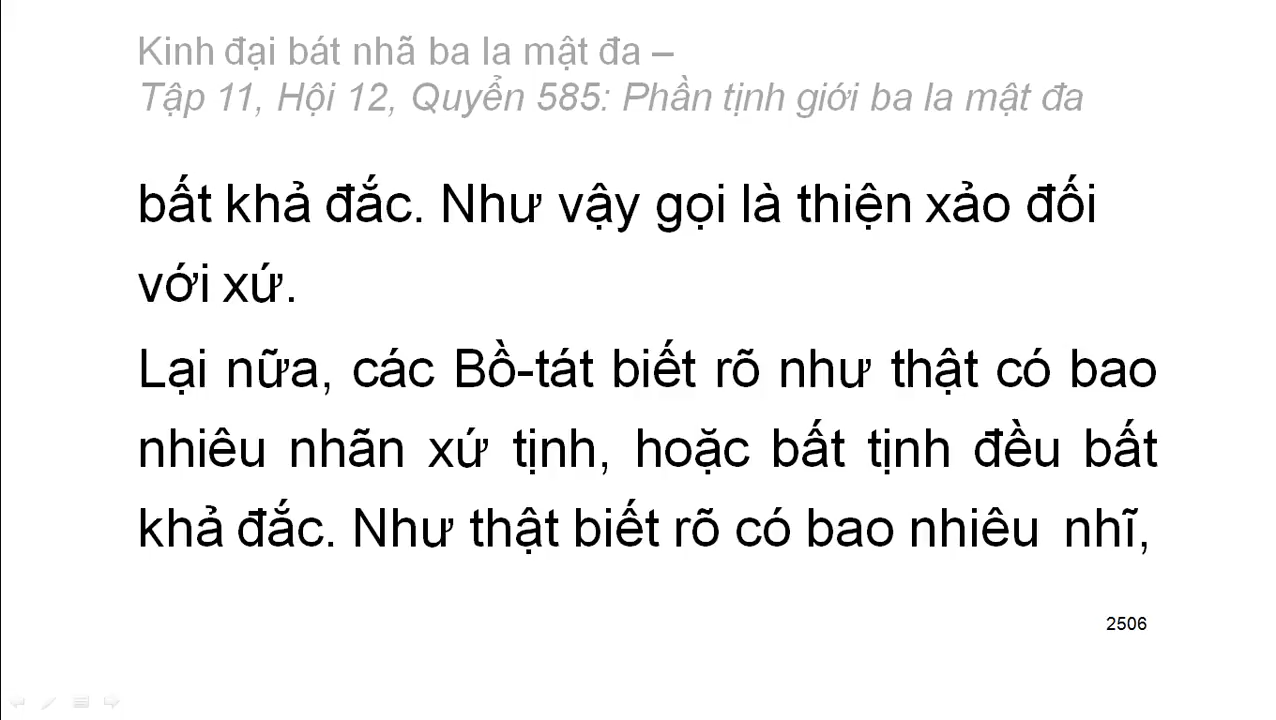 Kinh đại bát nhã ba la mật đa –
Tập 11, Hội 12, Quyển 585: Phần tịnh giới ba la mật đa
bất khả đắc. Như vậy gọi là thiện xảo đối
với xứ.
Lại nữa, các Bồ-tát biết rõ như thật có bao
nhiêu nhãn xứ tịnh, hoặc bất tịnh đều bất
khả đắc. Như thật biết rõ có bao nhiêu nhĩ,
2506